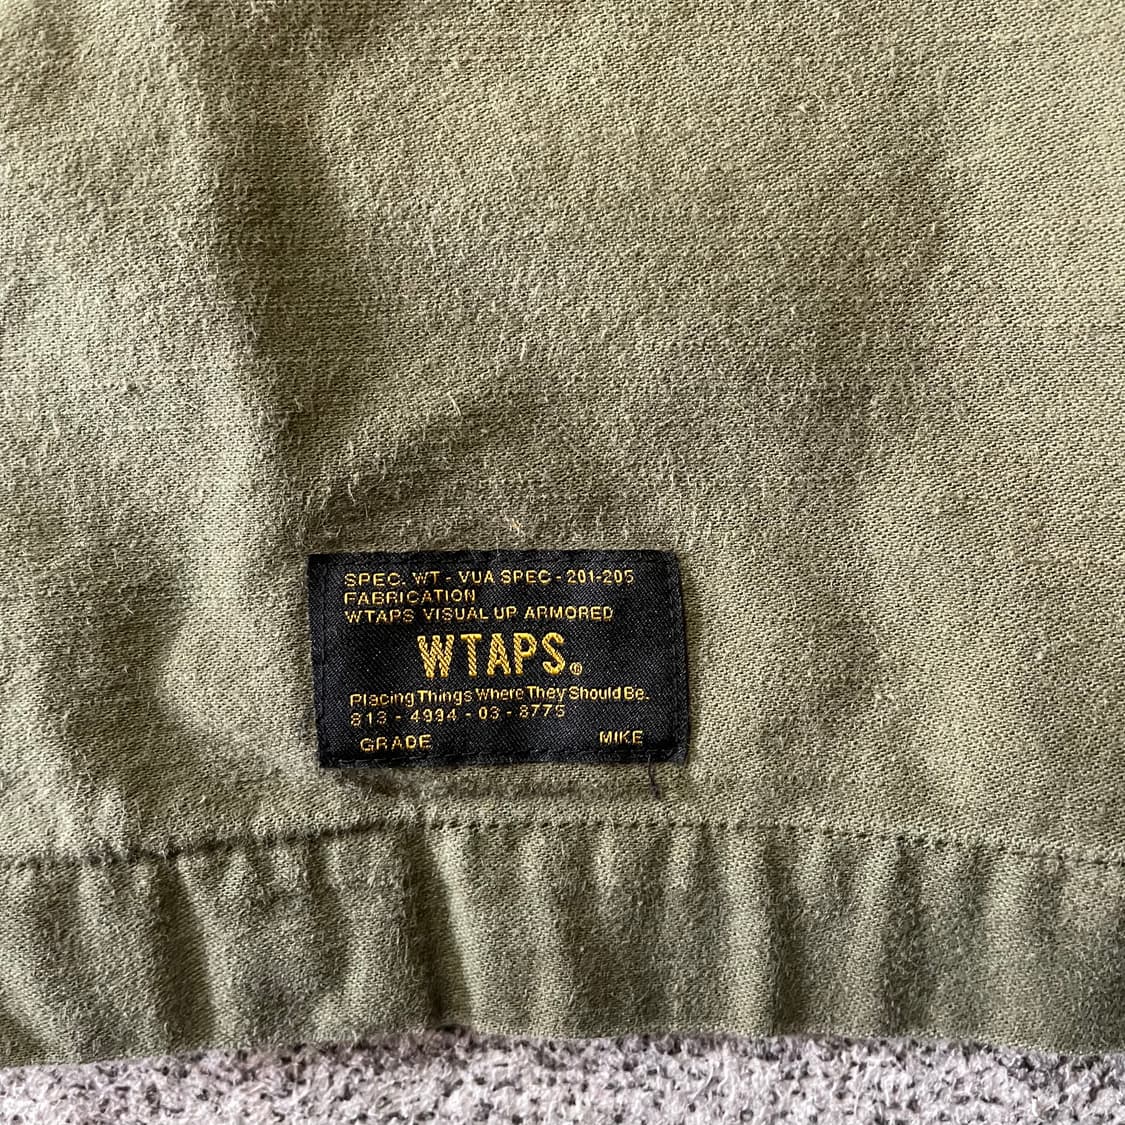 SPEC. WT - VUA SPEC - 201-205
FABRICATION
WTAPS VISUAL UP ARMORED
WTAPS®
Placing Things Where They Should Be.
813 - 4994 - 03 - 8775
GRADE MIKE